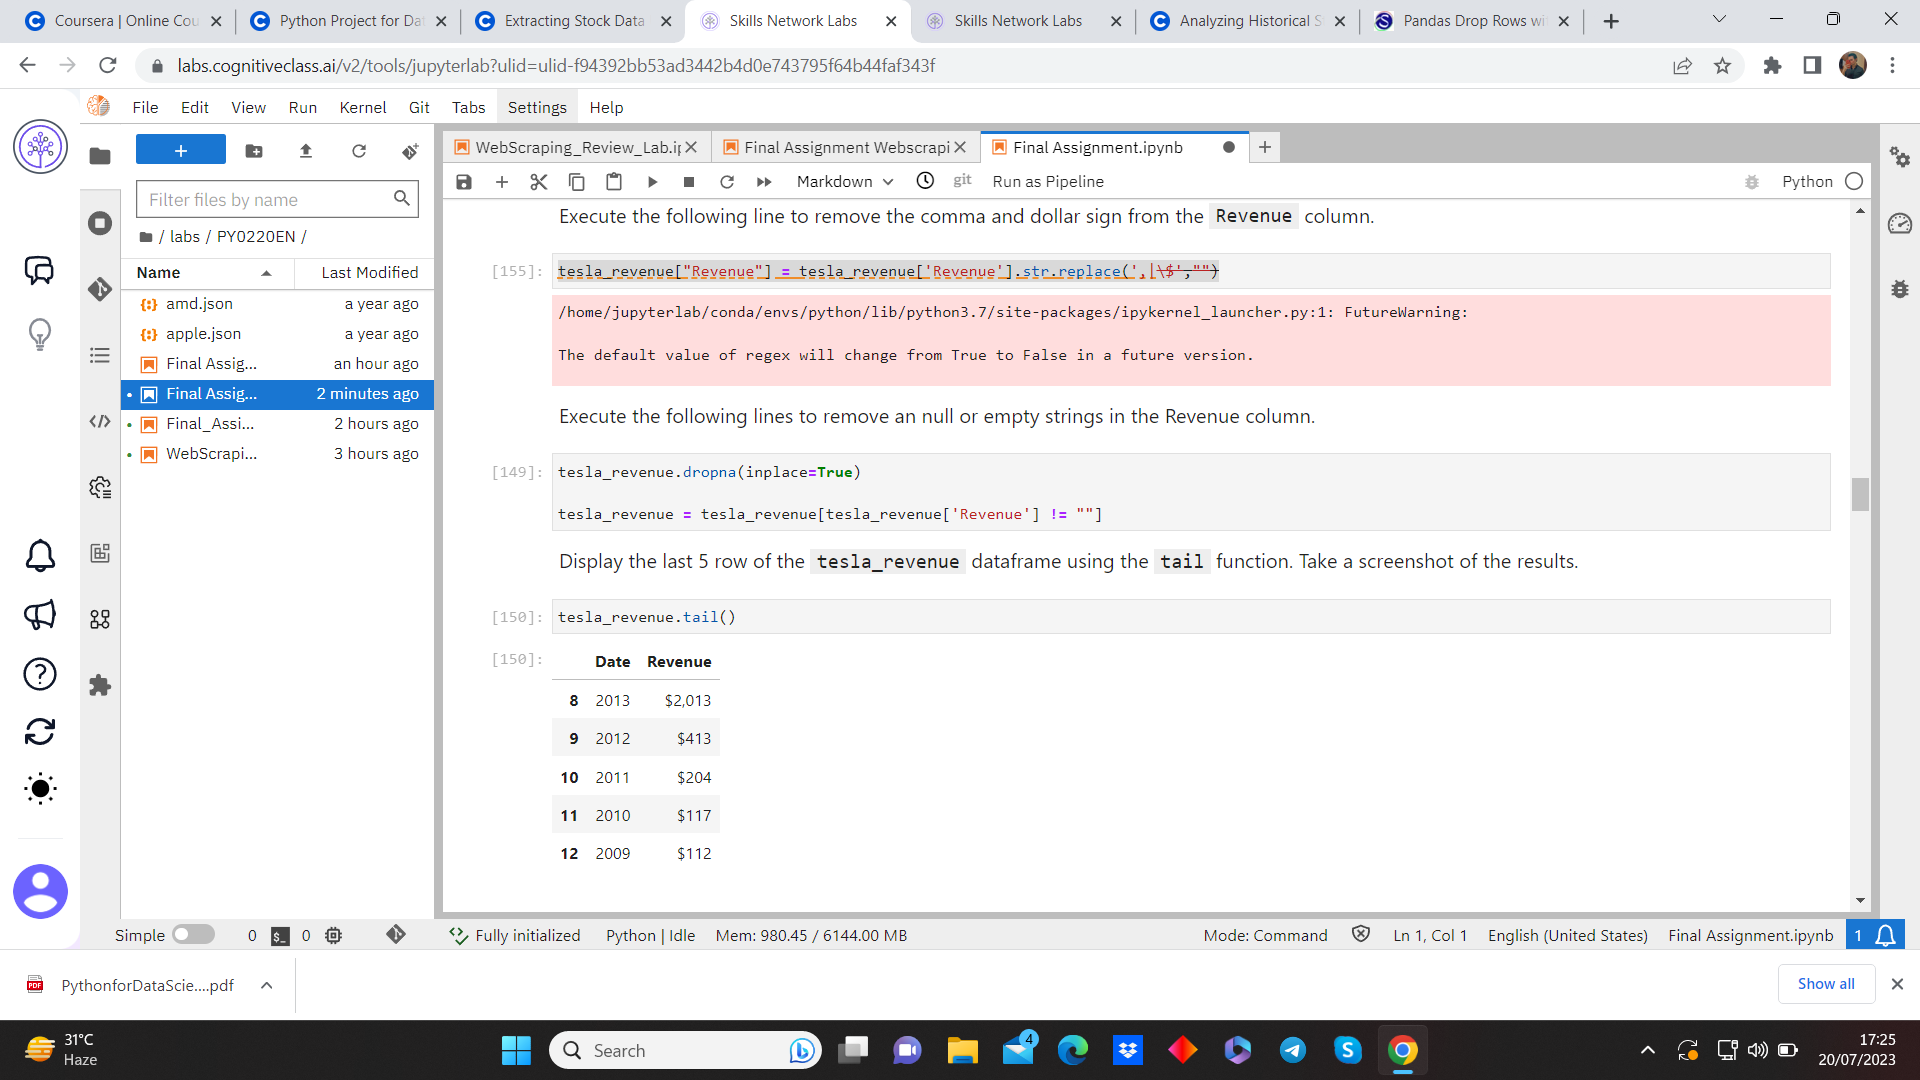 Coursera | Online Cou
Python Project for Dat
Extracting Stock Data
Skills Network Labs
Skills Network Labs
Analyzing Historical S
Pandas Drop Rows wi
labs.cognitiveclass.ai/v2/tools/jupyterlab?ulid=ulid-f94392bb53ad3442b4d0e743795f64b44faf343f
File Edit View Run Kernel Git Tabs Settings Help
WebScraping_Review_Lab.ip
Final Assignment Webscrapi
Final Assignment.ipynb
Filter files by name
Markdown
git
Run as Pipeline
Python
/ labs / PY0220EN /
Name Last Modified
amd.json a year ago
apple.json a year ago
Final Assig... an hour ago
Final Assig... 2 minutes ago
Final_Assi... 2 hours ago
WebScrapi... 3 hours ago
Execute the following line to remove the comma and dollar sign from the Revenue column.
[155]: tesla_revenue["Revenue"] = tesla_revenue['Revenue'].str.replace(',|\$',"")
/home/jupyterlab/conda/envs/python/lib/python3.7/site-packages/ipykernel_launcher.py:1: FutureWarning:
The default value of regex will change from True to False in a future version.
Execute the following lines to remove an null or empty strings in the Revenue column.
[149]: tesla_revenue.dropna(inplace=True)
tesla_revenue = tesla_revenue[tesla_revenue['Revenue'] != ""]
Display the last 5 row of the tesla_revenue dataframe using the tail function. Take a screenshot of the results.
[150]: tesla_revenue.tail()
[150]: Date Revenue
8 2013 $2,013
9 2012 $413
10 2011 $204
11 2010 $117
12 2009 $112
Simple 0 $_ 0 Fully initialized Python | Idle Mem: 980.45 / 6144.00 MB Mode: Command Ln 1, Col 1 English (United States) Final Assignment.ipynb 1
PDF PythonforDataScie....pdf Show all
31°C
Haze
Search
4
17:25
20/07/2023